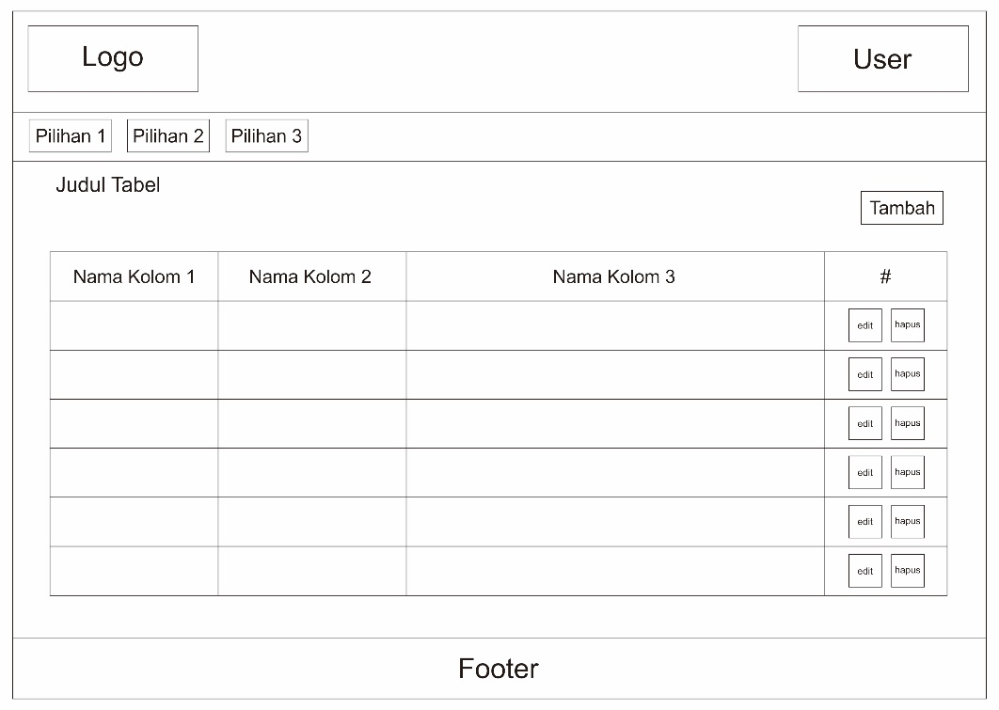 Logo
User
Pilihan 1
Pilihan 2
Pilihan 3
Judul Tabel
Tambah
Nama Kolom 1
Nama Kolom 2
Nama Kolom 3
#
edit
hapus
edit
hapus
edit
hapus
edit
hapus
edit
hapus
edit
hapus
Footer